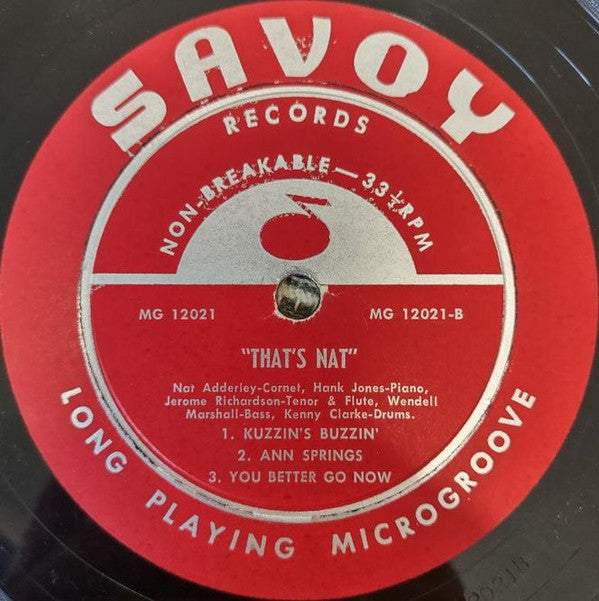 SAVOY
RECORDS
NON-BREAKABLE — 33 1/3 RPM
MG 12021
MG 12021-B
"THAT'S NAT"
Nat Adderley-Cornet, Hank Jones-Piano,
Jerome Richardson-Tenor & Flute, Wendell
Marshall-Bass, Kenny Clarke-Drums.
1. KUZZIN'S BUZZIN'
2. ANN SPRINGS
3. YOU BETTER GO NOW
LONG PLAYING MICROGROOVE